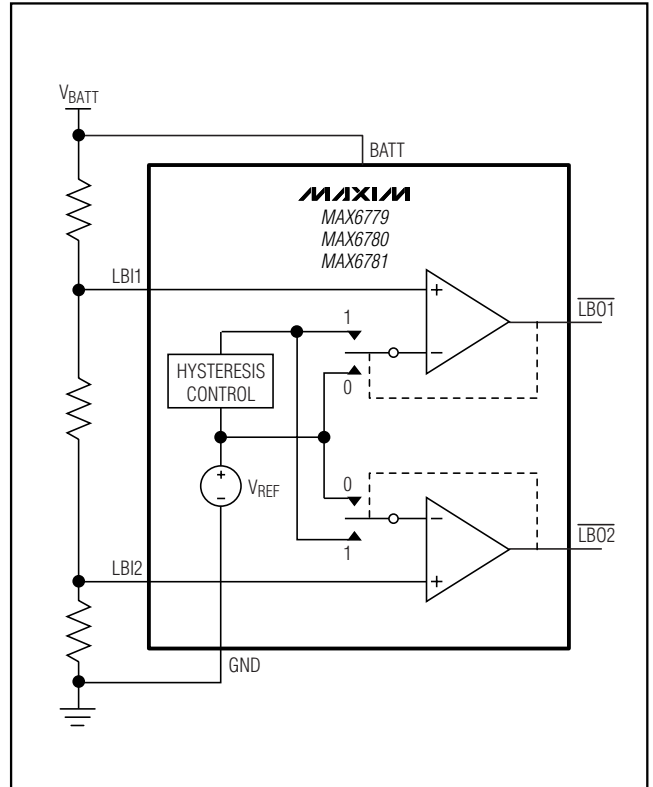 VBATT
BATT
MAXIM
MAX6779
MAX6780
MAX6781
LBI1
+
LBO1
1
−
HYSTERESIS
CONTROL
0
+
−
VREF
0
−
LBO2
1
LBI2
+
GND